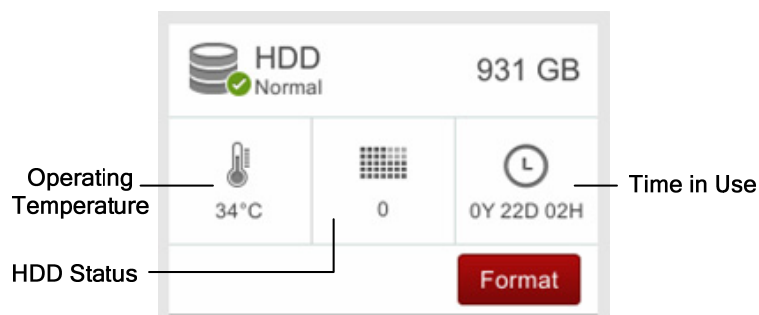 HDD
Normal
931 GB
Operating
Temperature
34°C
0
0Y 22D 02H
Time in Use
HDD Status
Format